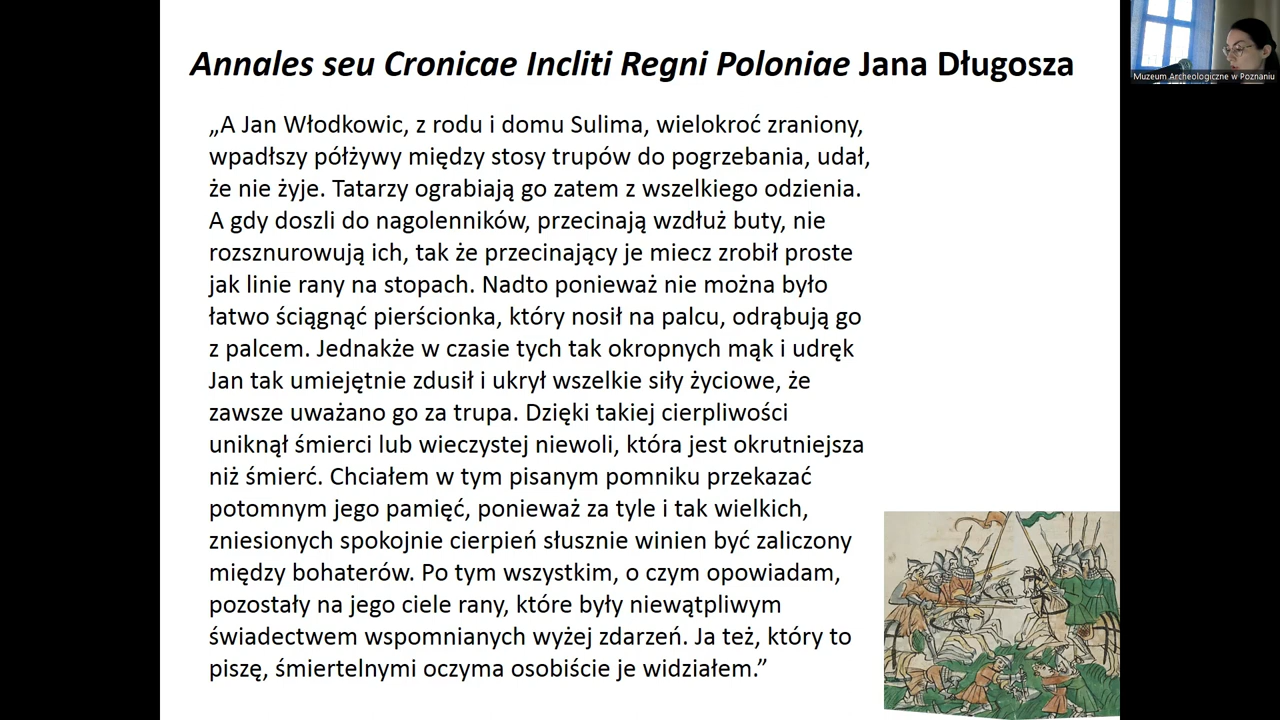 Annales seu Cronicae Incliti Regni Poloniae Jana Długosza
„A Jan Włodkowic, z rodu i domu Sulima, wielokroć zraniony,
wpadłszy półżywy między stosy trupów do pogrzebania, udał,
że nie żyje. Tatarzy ograbiają go zatem z wszelkiego odzienia.
A gdy doszli do nagolenników, przecinają wzdłuż buty, nie
rozsznurowują ich, tak że przecinający je miecz zrobił proste
jak linie rany na stopach. Nadto ponieważ nie można było
łatwo ściągnąć pierścionka, który nosił na palcu, odrąbują go
z palcem. Jednakże w czasie tych tak okropnych mąk i udręk
Jan tak umiejętnie zdusił i ukrył wszelkie siły życiowe, że
zawsze uważano go za trupa. Dzięki takiej cierpliwości
uniknął śmierci lub wieczystej niewoli, która jest okrutniejsza
niż śmierć. Chciałem w tym pisanym pomniku przekazać
potomnym jego pamięć, ponieważ za tyle i tak wielkich,
zniesionych spokojnie cierpień słusznie winien być zaliczony
między bohaterów. Po tym wszystkim, o czym opowiadam,
pozostały na jego ciele rany, które były niewątpliwym
świadectwem wspomnianych wyżej zdarzeń. Ja też, który to
piszę, śmiertelnymi oczyma osobiście je widziałem.”
Muzeum Archeologiczne w Poznaniu